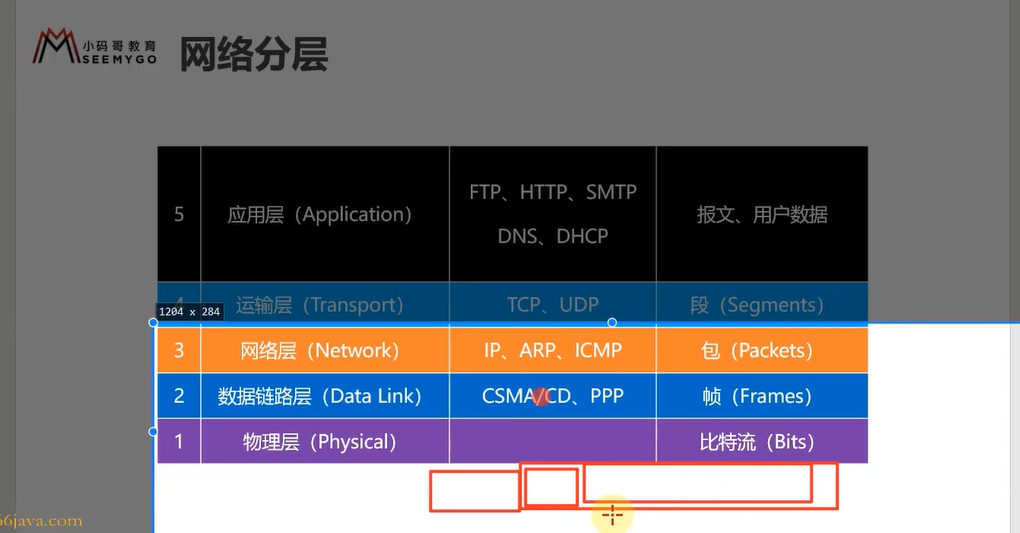 小码哥教育
SEEMYGO
网络分层
5 应用层（Application） FTP、HTTP、SMTP DNS、DHCP 报文、用户数据
4 运输层（Transport） TCP、UDP 段（Segments）
1204 x 284
3 网络层（Network） IP、ARP、ICMP 包（Packets）
2 数据链路层（Data Link） CSMA/CD、PPP 帧（Frames）
1 物理层（Physical） 比特流（Bits）
66java.com